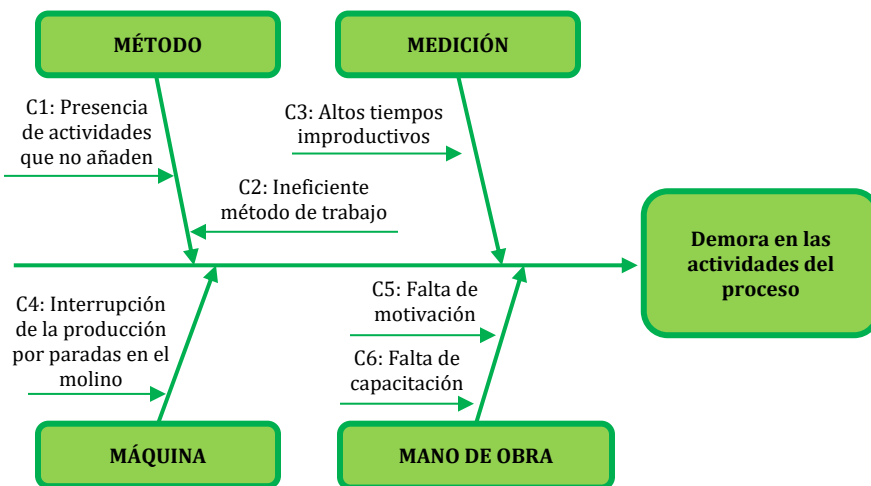 MÉTODO
MEDICIÓN
C1: Presencia
de actividades
que no añaden
C3: Altos tiempos
improductivos
C2: Ineficiente
método de trabajo
Demora en las
actividades del
proceso
C4: Interrupción
de la producción
por paradas en el
molino
C5: Falta de
motivación
C6: Falta de
capacitación
MÁQUINA
MANO DE OBRA